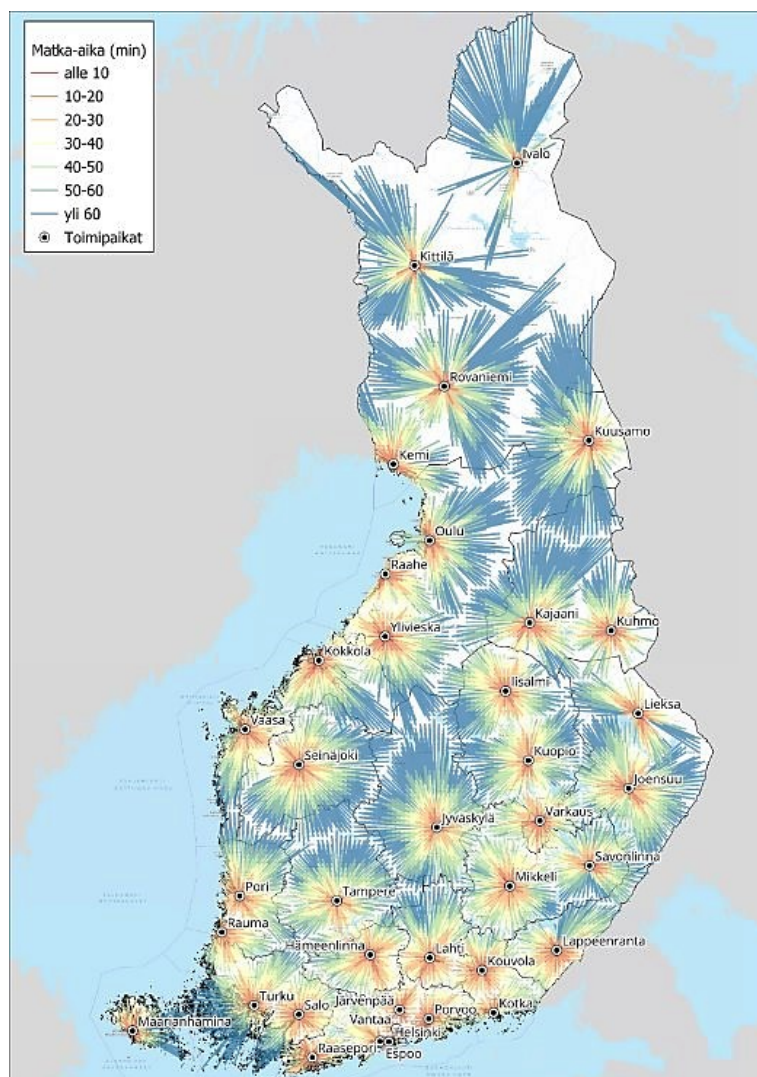 Matka-aika (min)
alle 10
10-20
20-30
30-40
40-50
50-60
yli 60
Toimipaikat
Ivalo
Kittilä
Rovaniemi
Kuusamo
Kemi
Oulu
Raahe
Kajaani
Kuhmo
Ylivieska
Kokkola
Iisalmi
Lieksa
Vaasa
Seinäjoki
Kuopio
Joensuu
Jyväskylä
Varkaus
Savonlinna
Mikkeli
Pori
Tampere
Rauma
Hämeenlinna
Lahti
Lappeenranta
Kouvola
Turku
Salo
Järvenpää
Porvoo
Kotka
Maarianhamina
Vantaa
Helsinki
Espoo
Raasepori